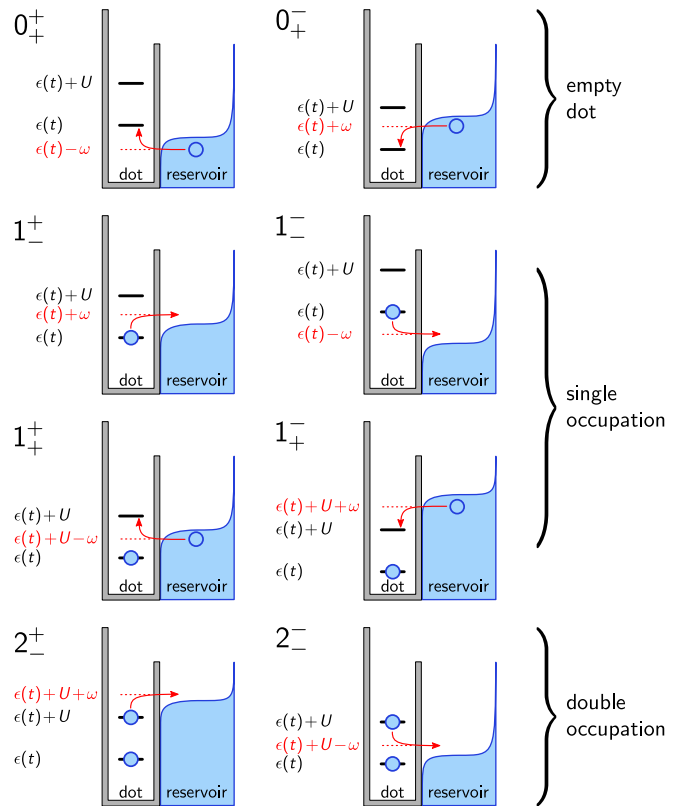 0₊⁺
ϵ(t)+U
ϵ(t)
ϵ(t)−ω
dot
reservoir
0₊⁻
ϵ(t)+U
ϵ(t)+ω
ϵ(t)
dot
reservoir
empty
dot
1₋⁺
ϵ(t)+U
ϵ(t)+ω
ϵ(t)
dot
reservoir
1₋⁻
ϵ(t)+U
ϵ(t)
ϵ(t)−ω
dot
reservoir
1₊⁺
ϵ(t)+U
ϵ(t)+U−ω
ϵ(t)
dot
reservoir
1₊⁻
ϵ(t)+U+ω
ϵ(t)+U
ϵ(t)
dot
reservoir
single
occupation
2₋⁺
ϵ(t)+U+ω
ϵ(t)+U
ϵ(t)
dot
reservoir
2₋⁻
ϵ(t)+U
ϵ(t)+U−ω
ϵ(t)
dot
reservoir
double
occupation